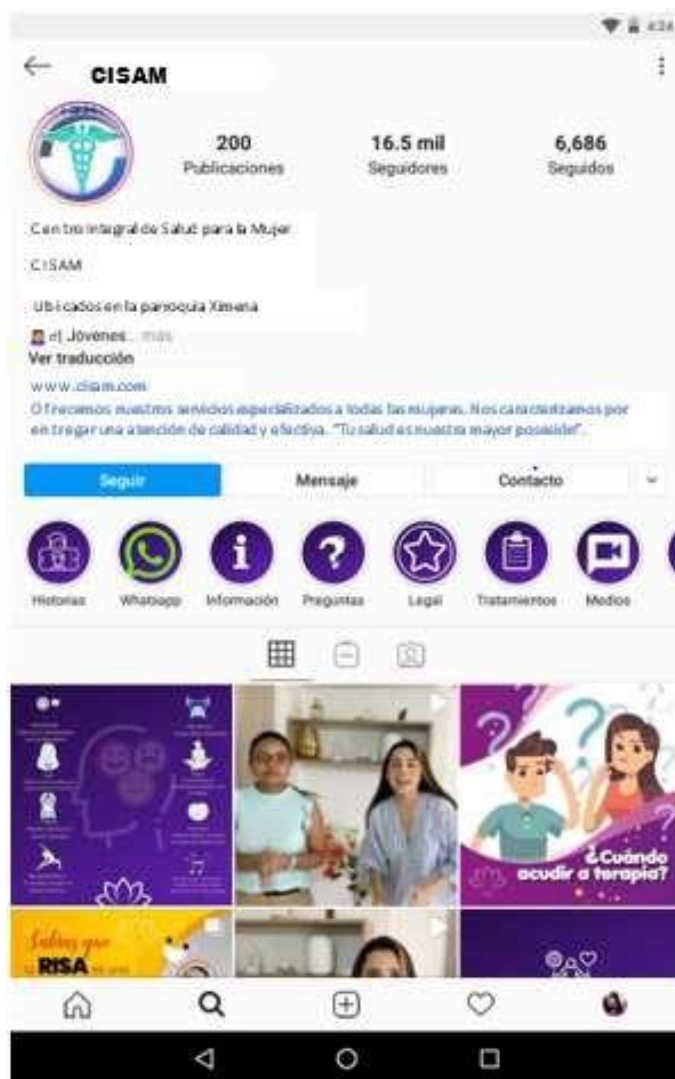 4:24
CISAM
200
Publicaciones
16.5 mil
Seguidores
6,686
Seguidos
Centro Integral de Salud para la Mujer
CISAM
Ubicados en la parroquia Ximena
Jóvenes... más
Ver traducción
www.cisam.com
Ofrecemos nuestros servicios especializados a todas las mujeres. Nos caracterizamos por
entregar una atención de calidad y efectiva. "Tu salud es nuestra mayor posesión".
Seguir
Mensaje
Contacto
Historias
Whatsapp
Información
Preguntas
Legal
Tratamientos
Medios
¿Cuándo
acudir a terapia?
Sabías que
RISA